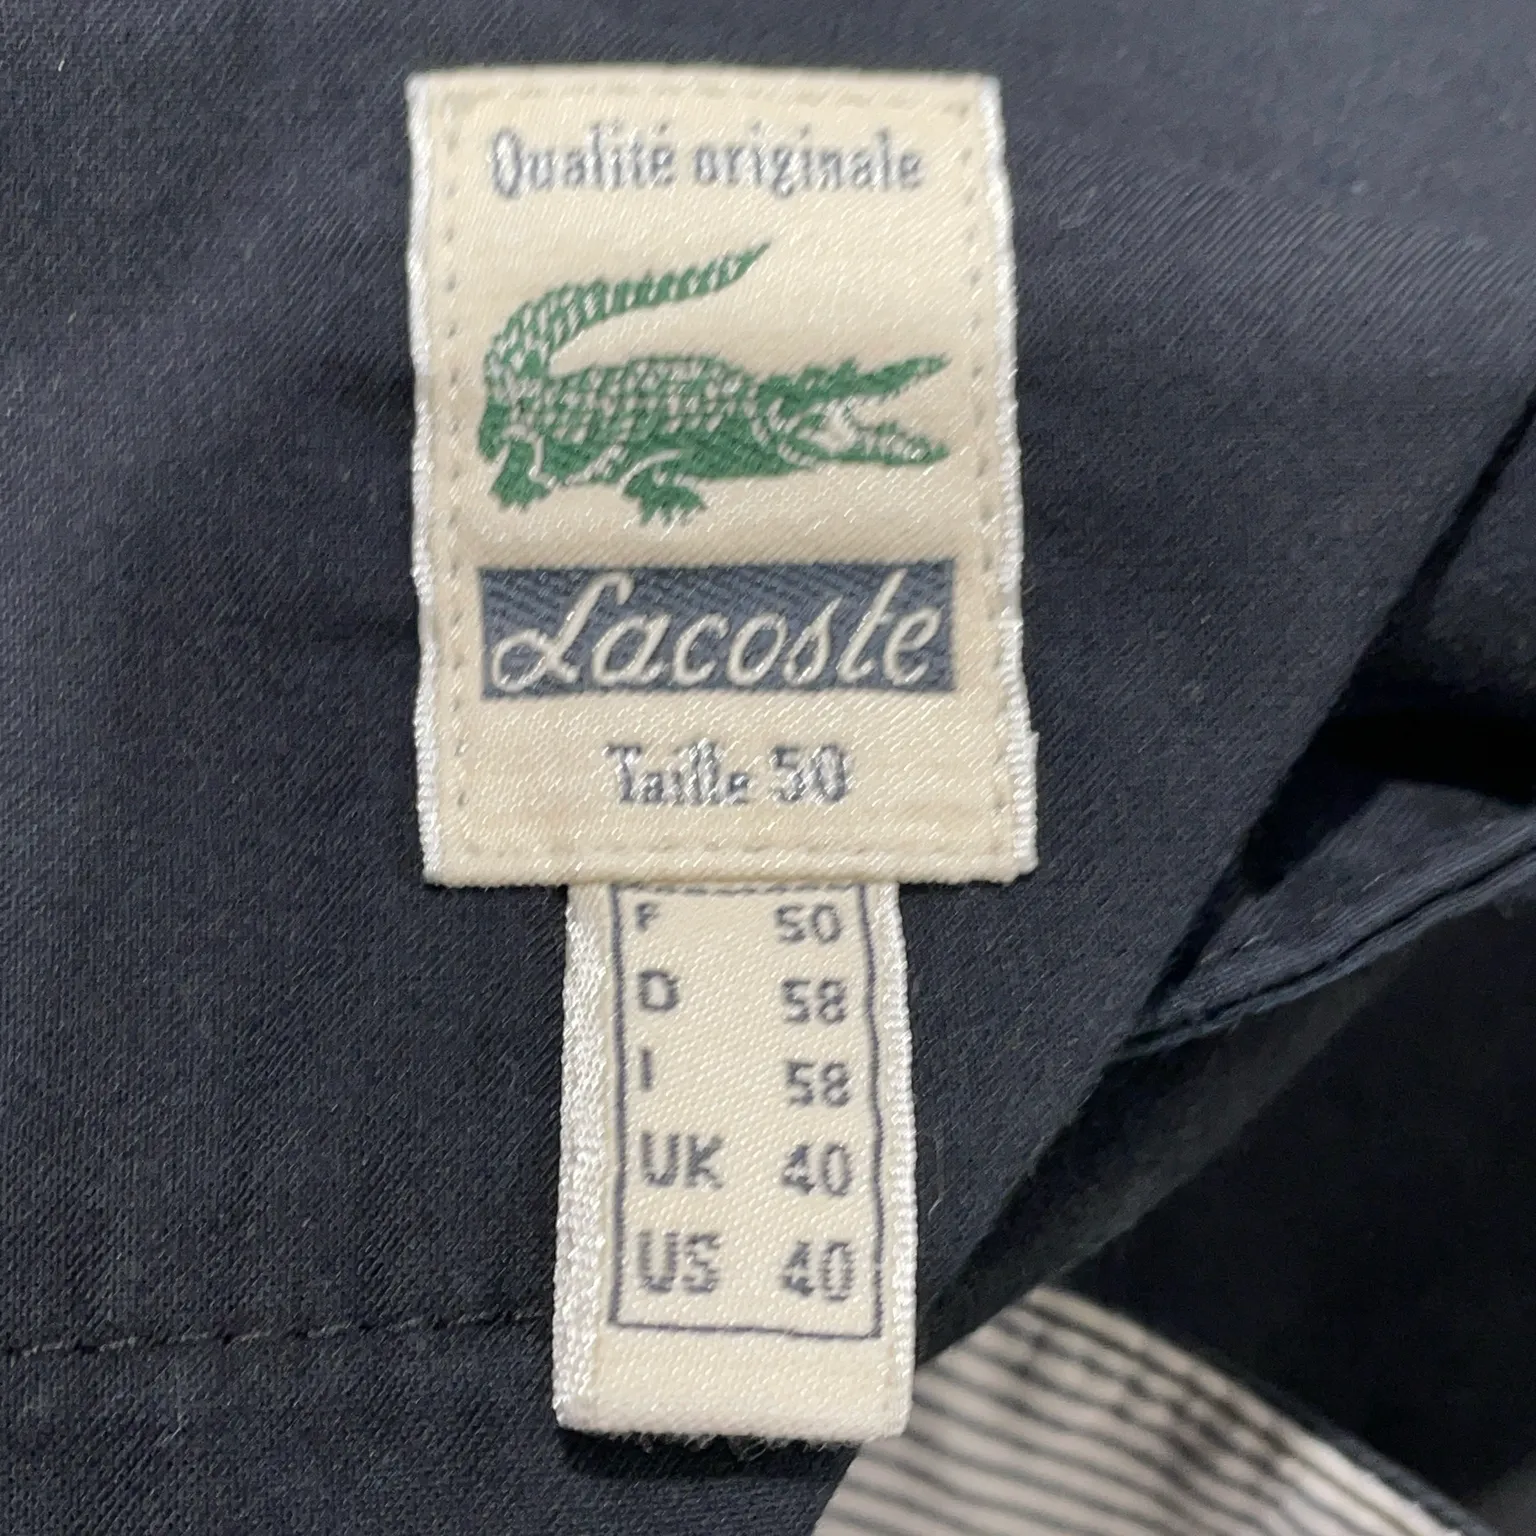 Qualité originale
Lacoste
Taille 50
F 50
D 58
I 58
UK 40
US 40